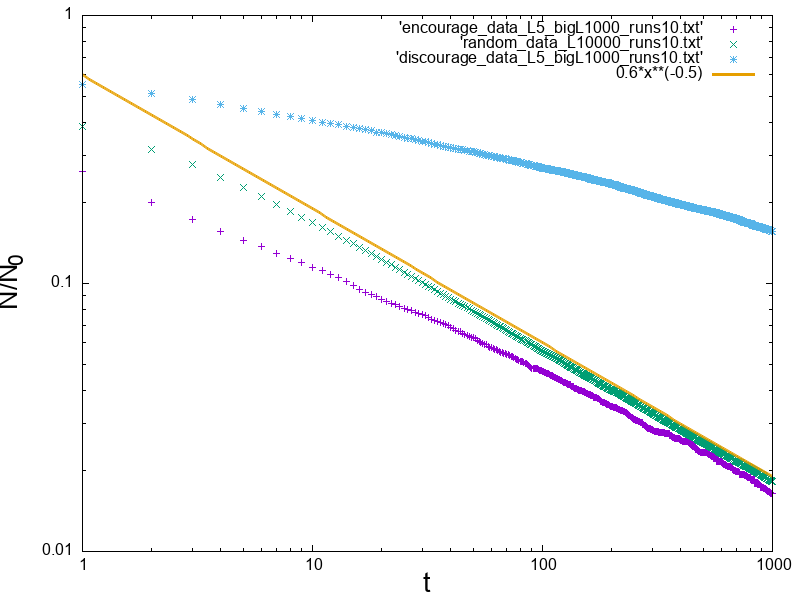 1
'encourage_data_L5_bigL1000_runs10.txt'
'random_data_L10000_runs10.txt'
'discourage_data_L5_bigL1000_runs10.txt'
0.6*x**(-0.5)
0.1
N/N0
0.01
1 10 100 1000
t